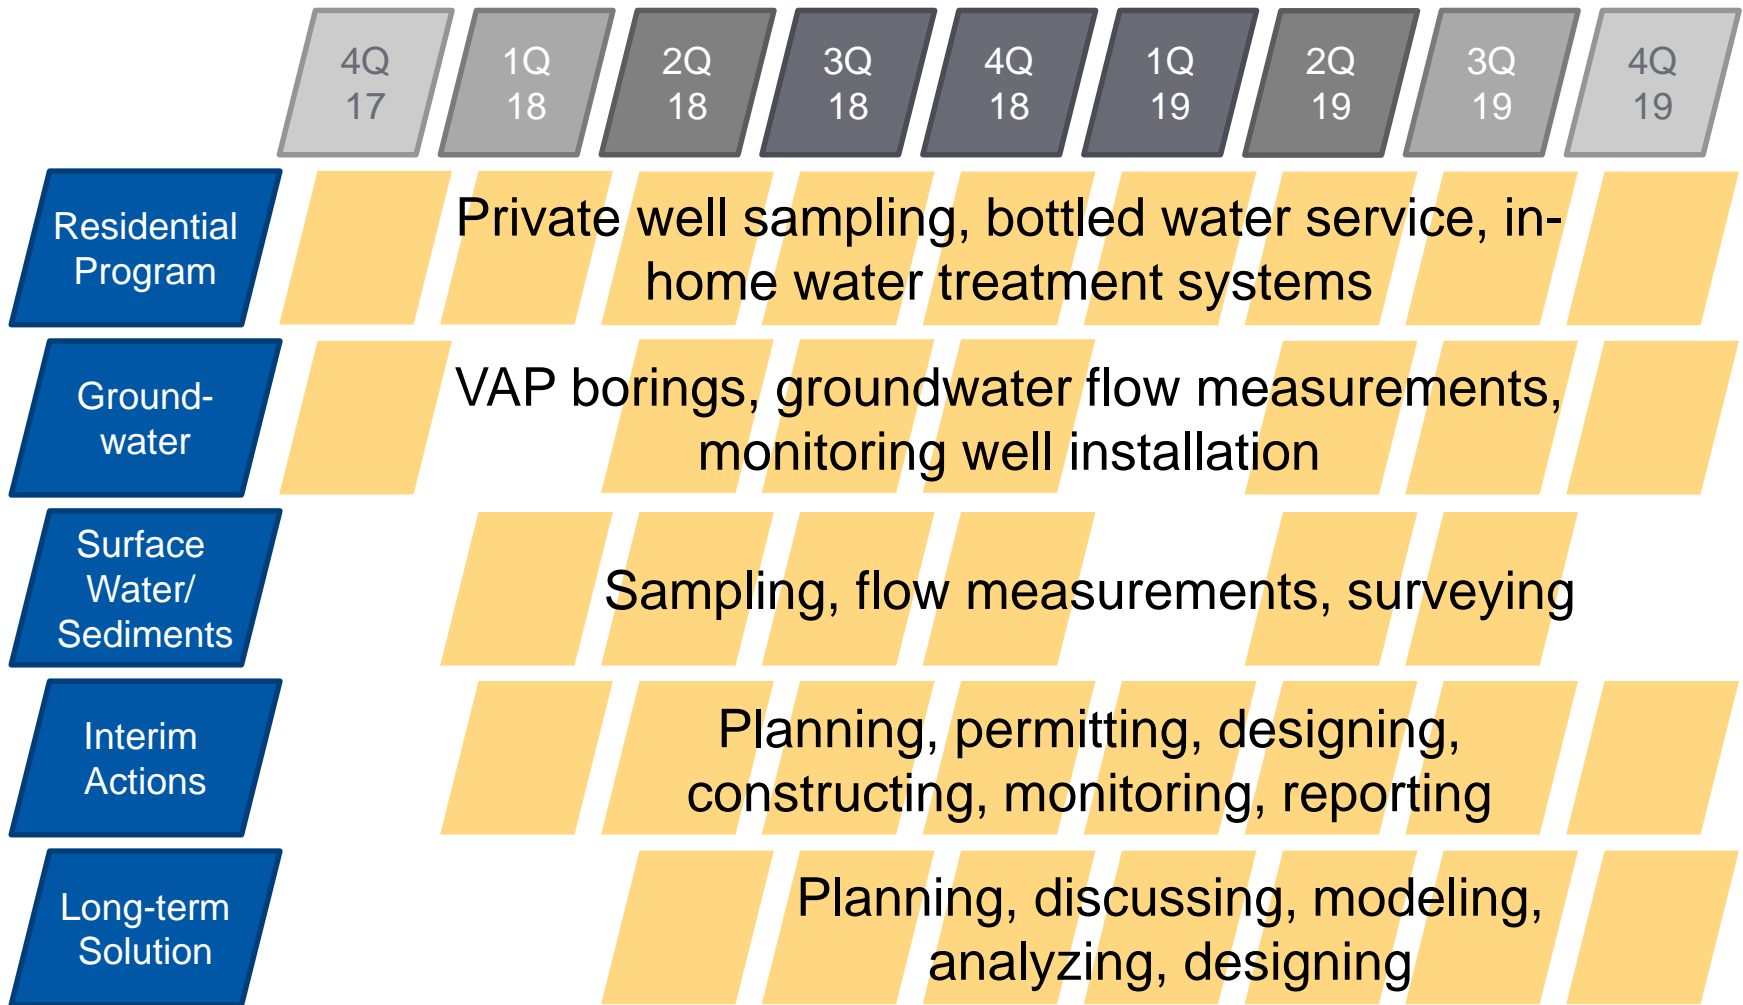 4Q
17
1Q
18
2Q
18
3Q
18
4Q
18
1Q
19
2Q
19
3Q
19
4Q
19
Residential
Program
Private well sampling, bottled water service, in-
home water treatment systems
Ground-
water
VAP borings, groundwater flow measurements,
monitoring well installation
Surface
Water/
Sediments
Sampling, flow measurements, surveying
Interim
Actions
Planning, permitting, designing,
constructing, monitoring, reporting
Long-term
Solution
Planning, discussing, modeling,
analyzing, designing